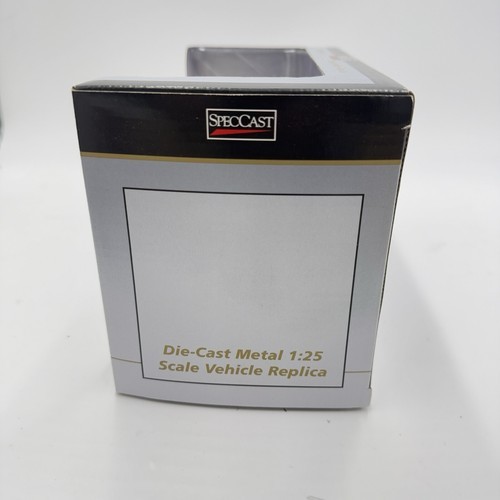 SPECCAST
Die-Cast Metal 1:25
Scale Vehicle Replica